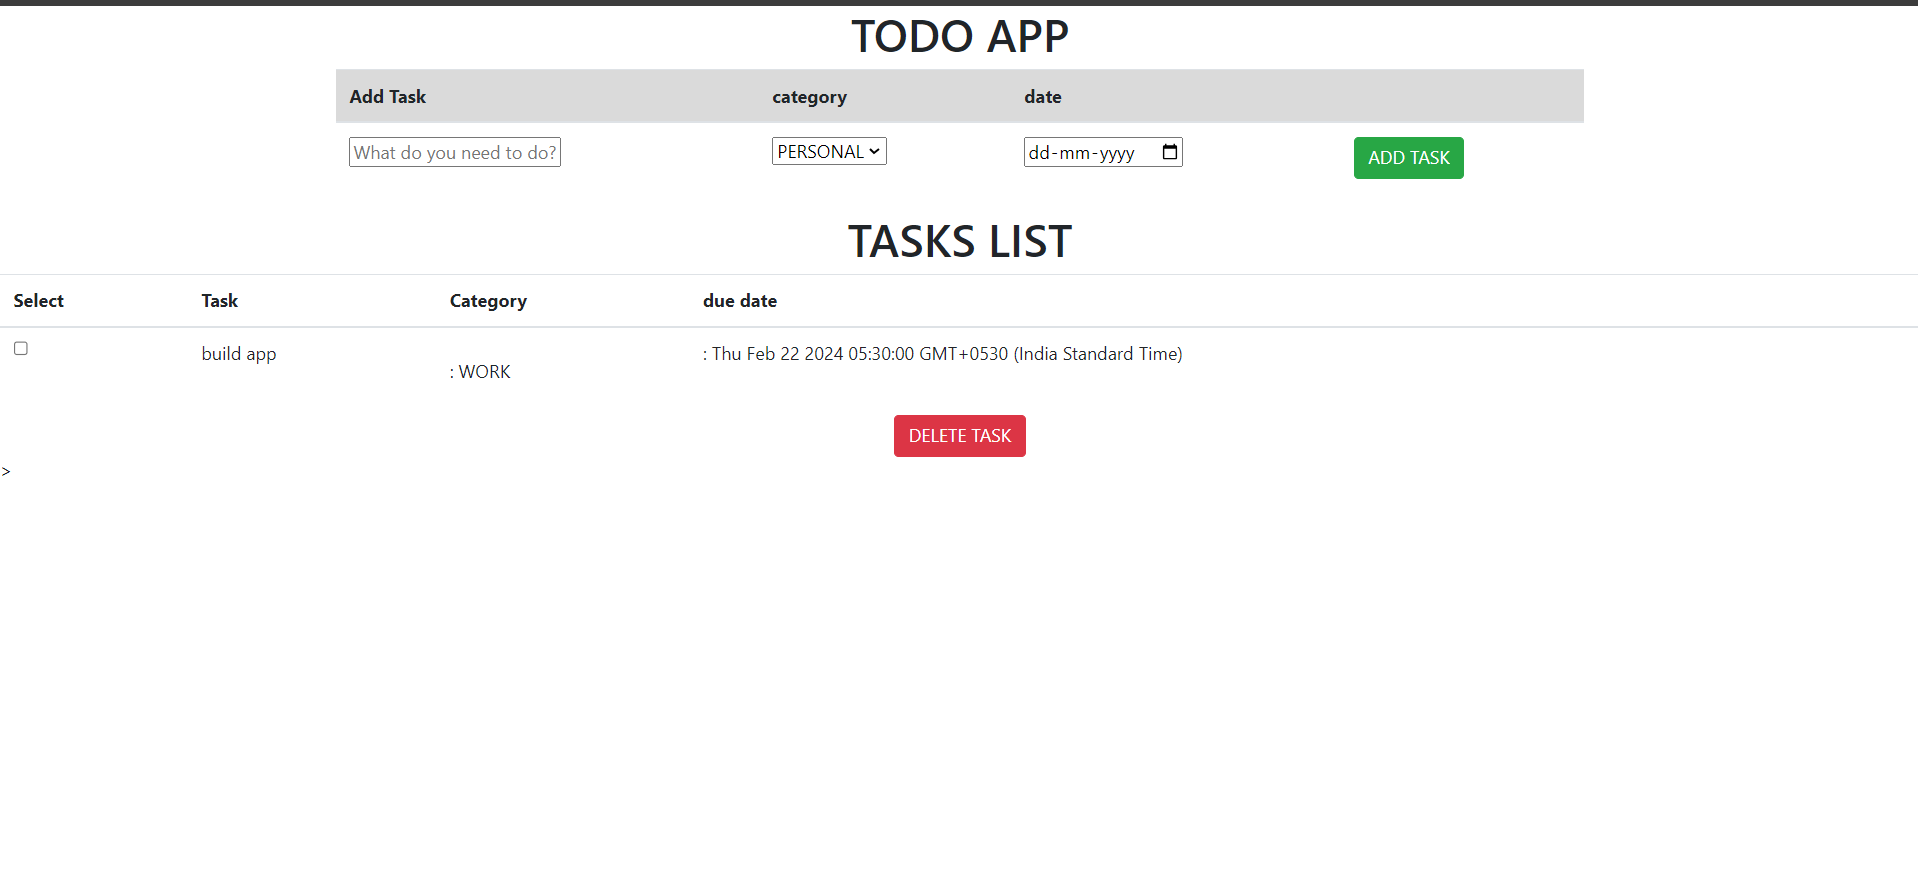 TODO APP
Add Task category date
What do you need to do? PERSONAL dd-mm-yyyy ADD TASK
TASKS LIST
Select Task Category due date
build app : WORK : Thu Feb 22 2024 05:30:00 GMT+0530 (India Standard Time)
DELETE TASK
>